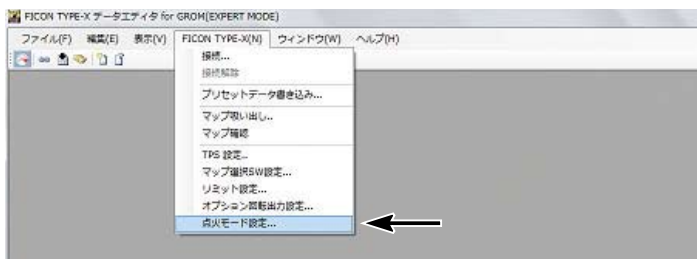 FICON TYPE-X データエディタ for GROM(EXPERT MODE)
ファイル(F) 編集(E) 表示(V) FICON TYPE-X(N) ウィンドウ(W) ヘルプ(H)
接続...
接続解除
プリセットデータ書き込み...
マップ吸い出し...
マップ確認
TPS 設定...
マップ選択SW設定...
リミット設定...
オプション回転出力設定...
点火モード設定...